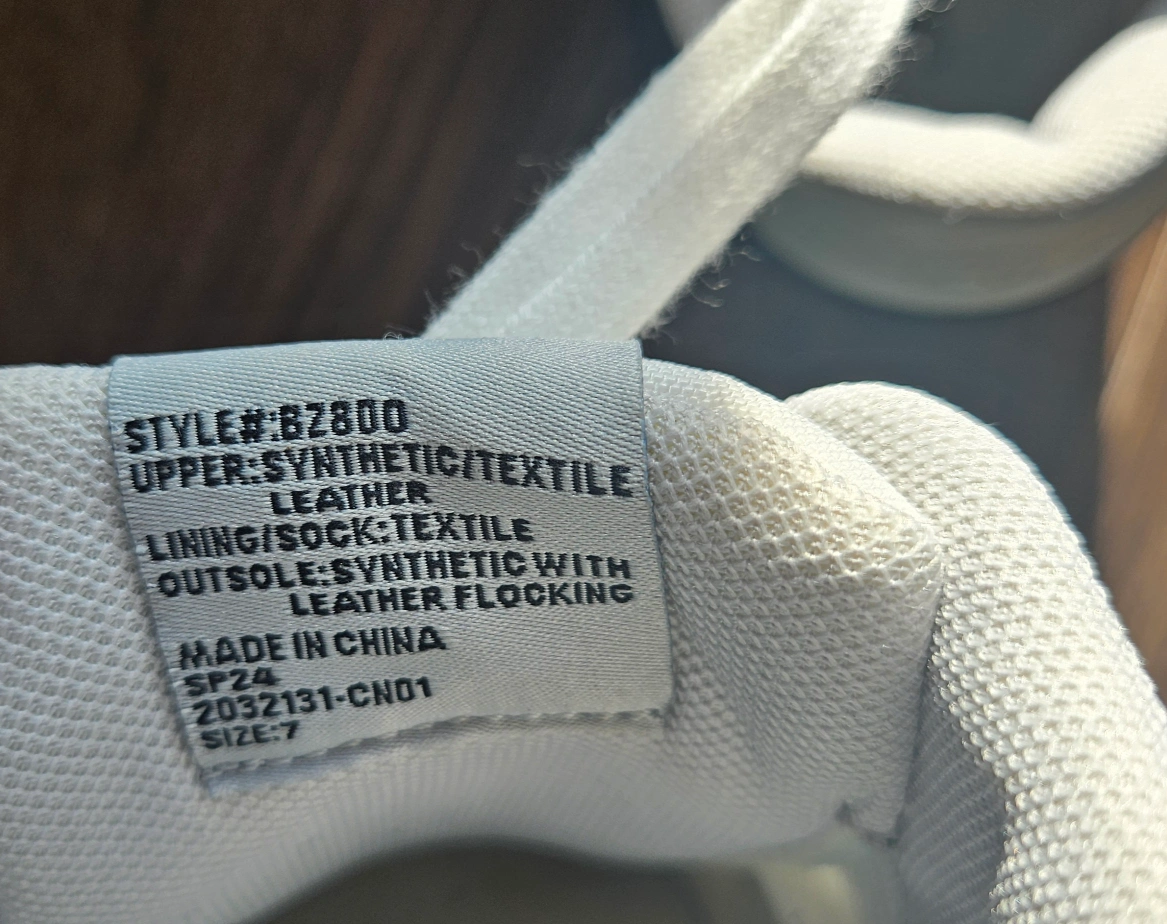 STYLE#:BZ800
UPPER:SYNTHETIC/TEXTILE
LEATHER
LINING/SOCK:TEXTILE
OUTSOLE:SYNTHETIC WITH
LEATHER FLOCKING
MADE IN CHINA
SP24
2032131-CN01
SIZE:7